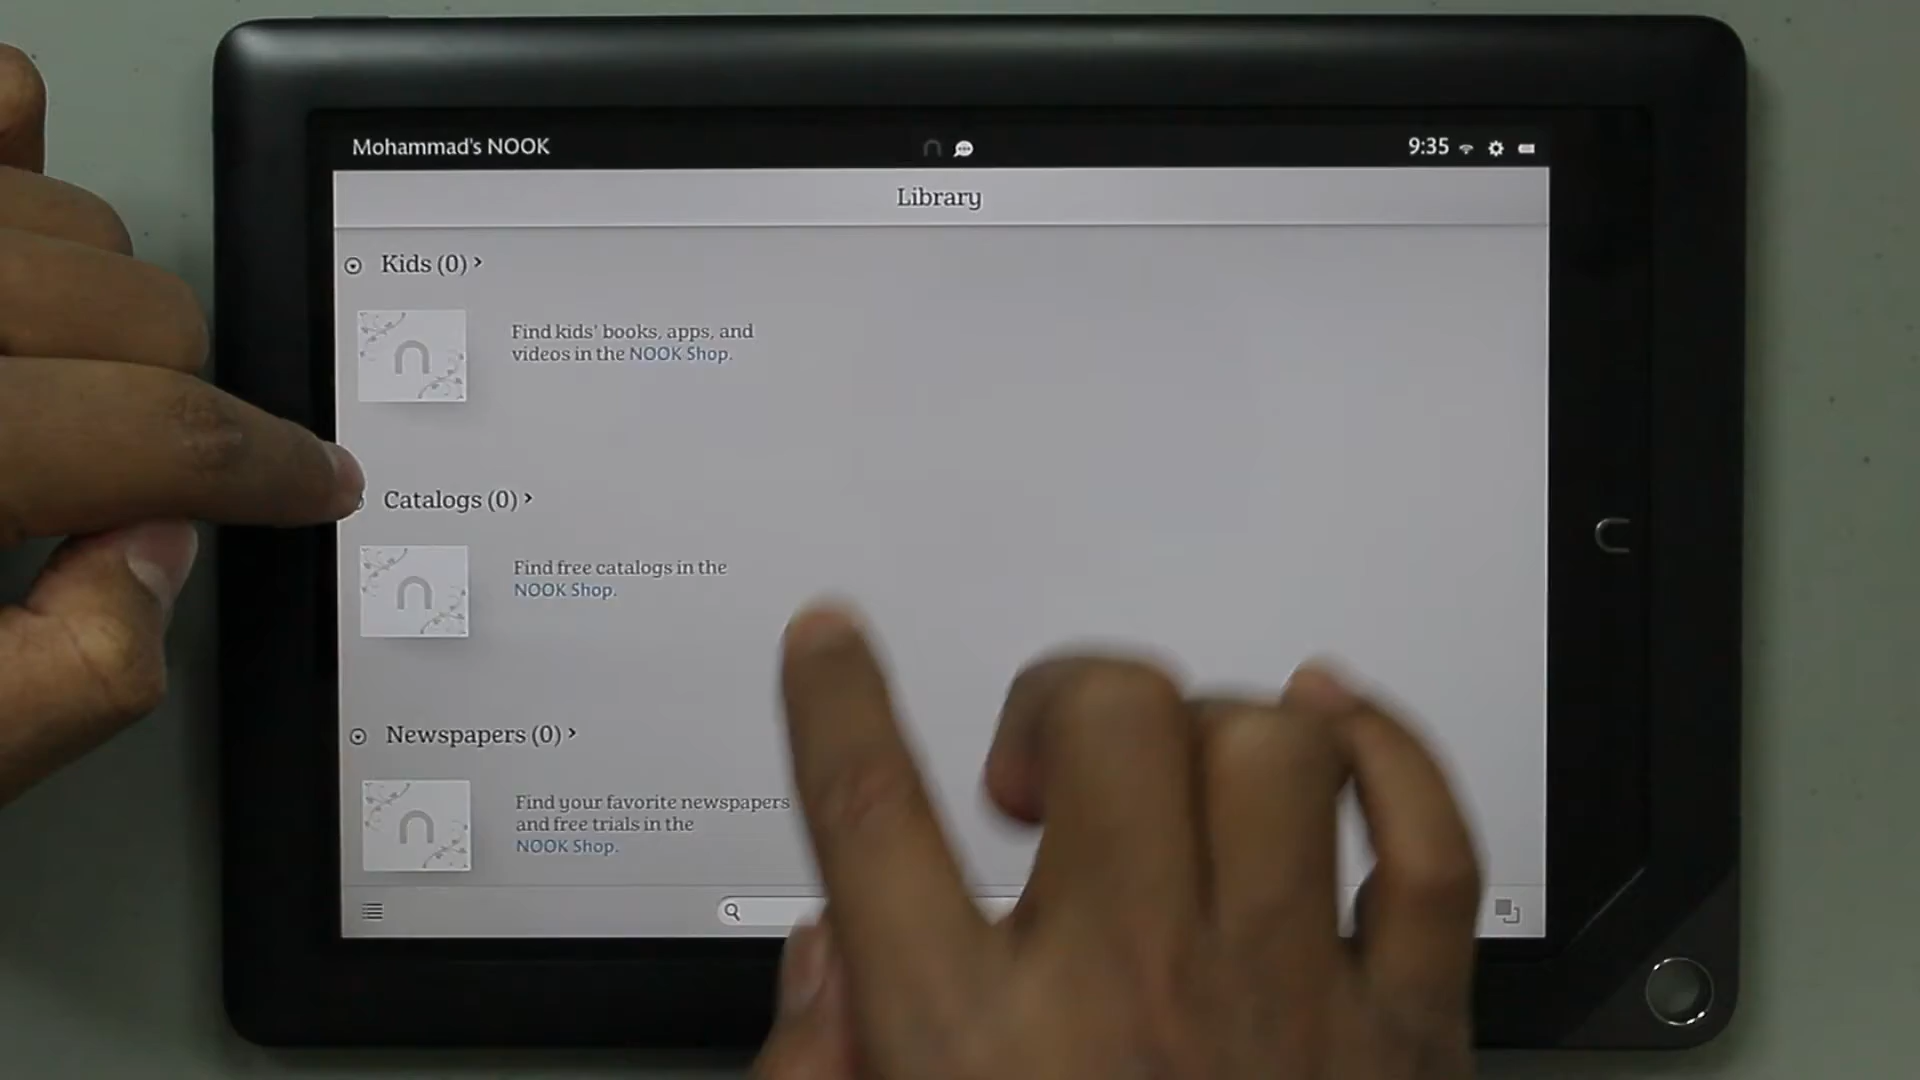 Mohammad's NOOK
9:35
Library
Kids (0) >
Find kids' books, apps, and
videos in the NOOK Shop.
Catalogs (0) >
Find free catalogs in the
NOOK Shop.
Newspapers (0) >
Find your favorite newspapers
and free trials in the
NOOK Shop.